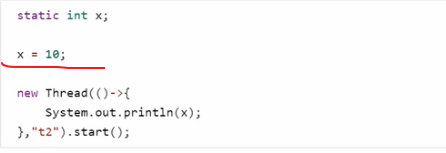 static int x;
x = 10;
new Thread(()->{
System.out.println(x);
},"t2").start();